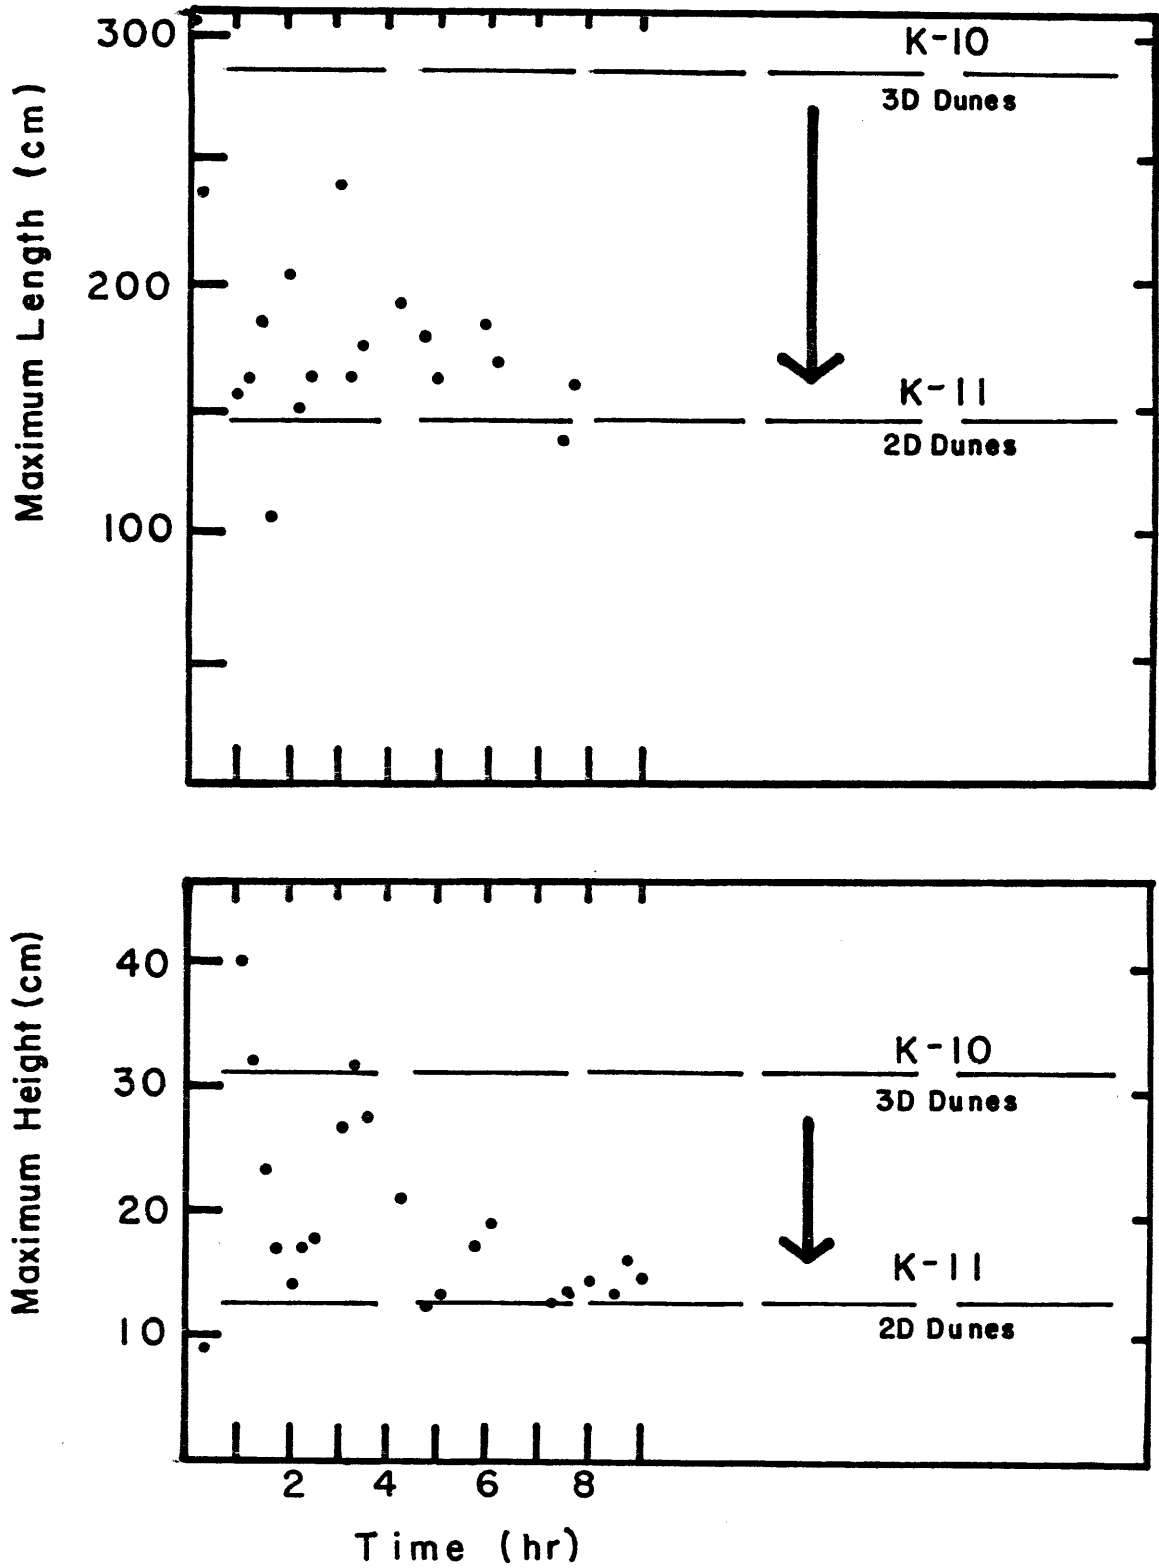 Maximum Length (cm)
300
200
100
K-10
3D Dunes
K-11
2D Dunes
Maximum Height (cm)
40
30
20
10
K-10
3D Dunes
K-11
2D Dunes
2 4 6 8
Time (hr)